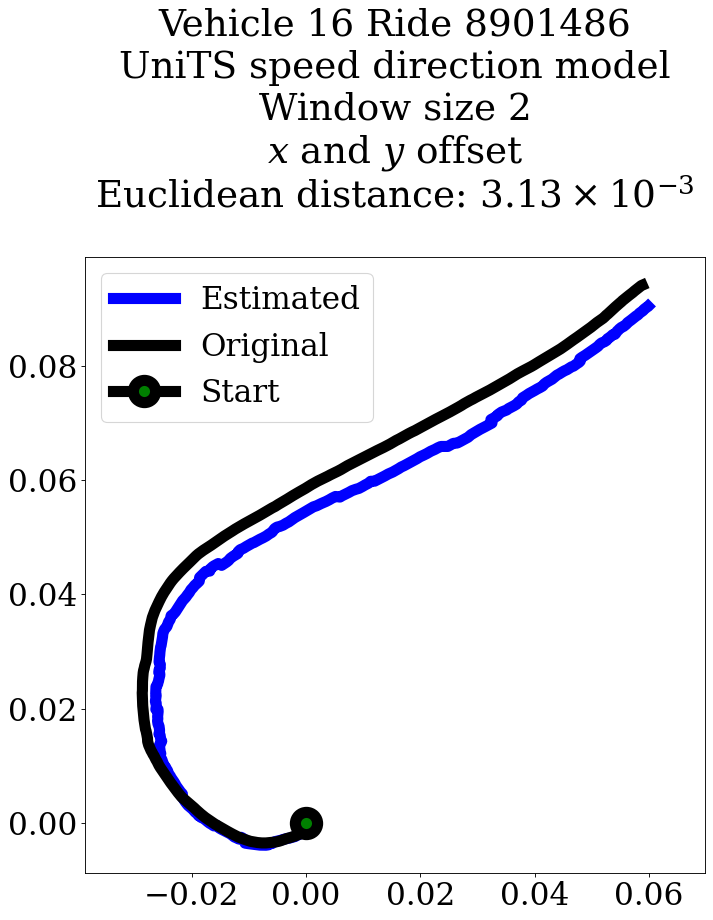 Vehicle 16 Ride 8901486
UniTS speed direction model
Window size 2
x and y offset
Euclidean distance: 3.13 × 10⁻³
Estimated
Original
Start
0.08
0.06
0.04
0.02
0.00
−0.02 0.00 0.02 0.04 0.06